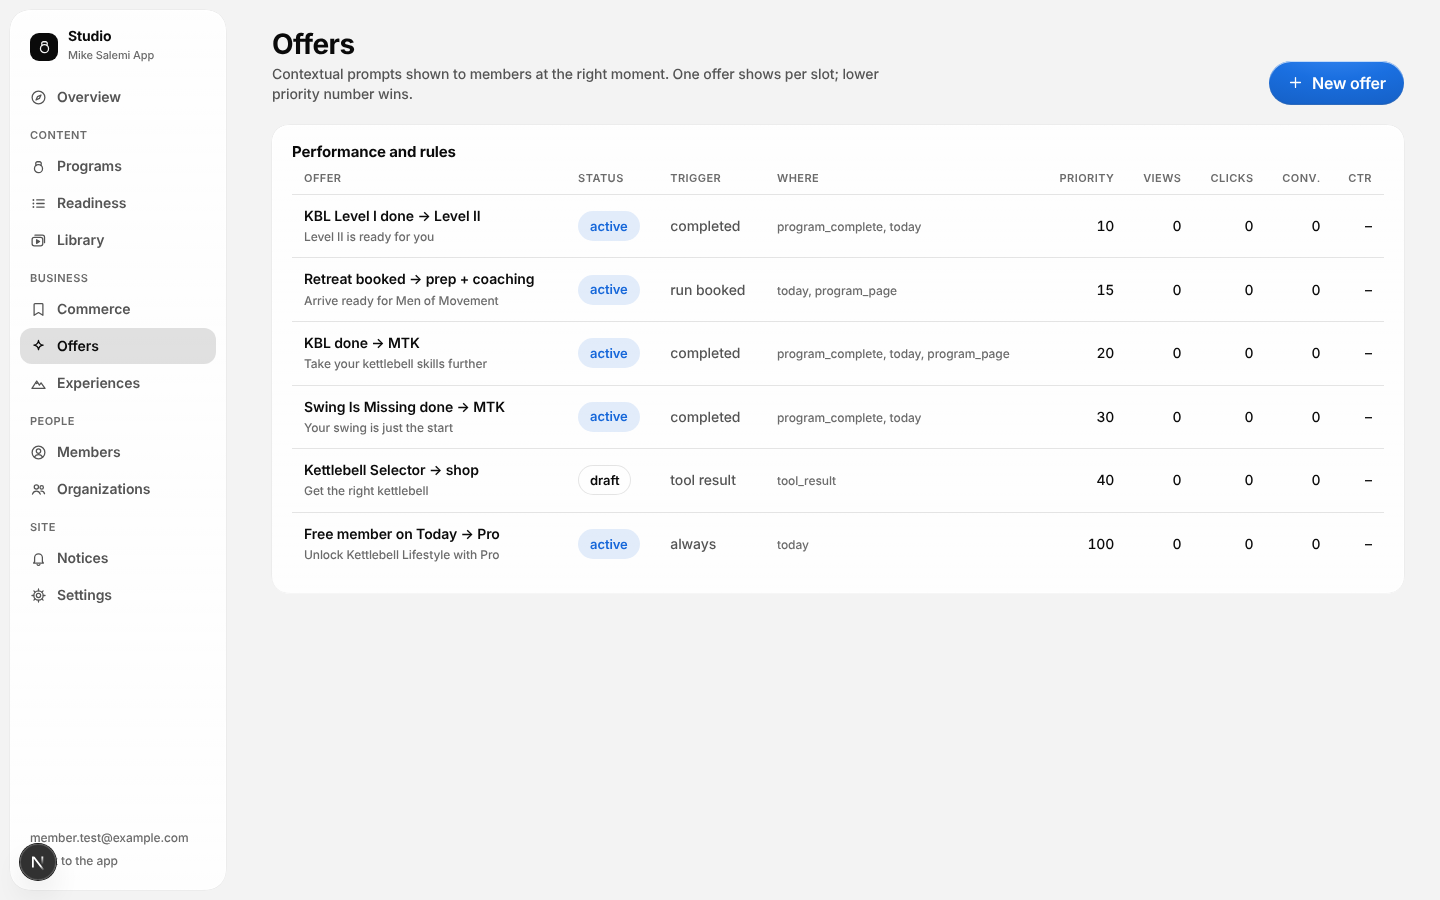 Studio
Mike Salemi App
Overview
CONTENT
Programs
Readiness
Library
BUSINESS
Commerce
Offers
Experiences
PEOPLE
Members
Organizations
SITE
Notices
Settings
member.test@example.com
to the app
N
Offers
Contextual prompts shown to members at the right moment. One offer shows per slot; lower
priority number wins.
+ New offer
Performance and rules
OFFER STATUS TRIGGER WHERE PRIORITY VIEWS CLICKS CONV. CTR
KBL Level I done → Level II active completed program_complete, today 10 0 0 0 –
Level II is ready for you
Retreat booked → prep + coaching active run booked today, program_page 15 0 0 0 –
Arrive ready for Men of Movement
KBL done → MTK active completed program_complete, today, program_page 20 0 0 0 –
Take your kettlebell skills further
Swing Is Missing done → MTK active completed program_complete, today 30 0 0 0 –
Your swing is just the start
Kettlebell Selector → shop draft tool result tool_result 40 0 0 0 –
Get the right kettlebell
Free member on Today → Pro active always today 100 0 0 0 –
Unlock Kettlebell Lifestyle with Pro